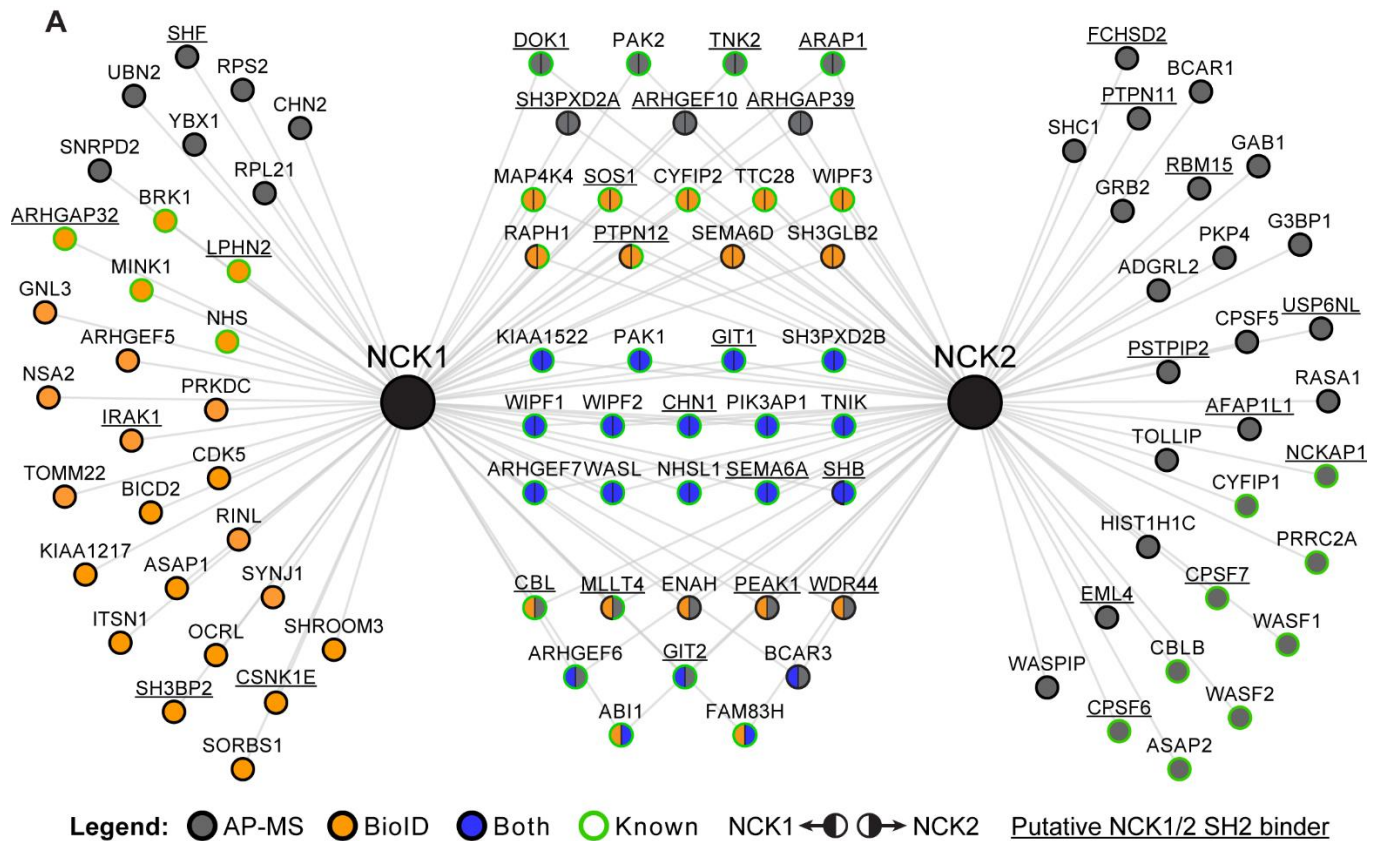 A
SHF
UBN2
RPS2
YBX1
CHN2
SNRPD2
RPL21
BRK1
ARHGAP32
LPHN2
MINK1
GNL3
NHS
ARHGEF5
NSA2
PRKDC
IRAK1
CDK5
TOMM22
BICD2
RINL
KIAA1217
ASAP1
SYNJ1
ITSN1
OCRL
SHROOM3
SH3BP2
CSNK1E
SORBS1
NCK1
DOK1 PAK2 TNK2 ARAP1
SH3PXD2A ARHGEF10 ARHGAP39
MAP4K4 SOS1 CYFIP2 TTC28 WIPF3
RAPH1 PTPN12 SEMA6D SH3GLB2
KIAA1522 PAK1 GIT1 SH3PXD2B
WIPF1 WIPF2 CHN1 PIK3AP1 TNIK
ARHGEF7 WASL NHSL1 SEMA6A SHB
CBL MLLT4 ENAH PEAK1 WDR44
ARHGEF6 GIT2 BCAR3
ABI1 FAM83H
NCK2
FCHSD2
BCAR1
PTPN11
SHC1
GAB1
RBM15
GRB2
G3BP1
PKP4
ADGRL2
USP6NL
CPSF5
PSTPIP2
RASA1
AFAP1L1
TOLLIP
NCKAP1
CYFIP1
HIST1H1C
PRRC2A
CPSF7
EML4
WASF1
CBLB
WASPIP
WASF2
CPSF6
ASAP2
Legend: AP-MS BioID Both Known NCK1 NCK2 Putative NCK1/2 SH2 binder